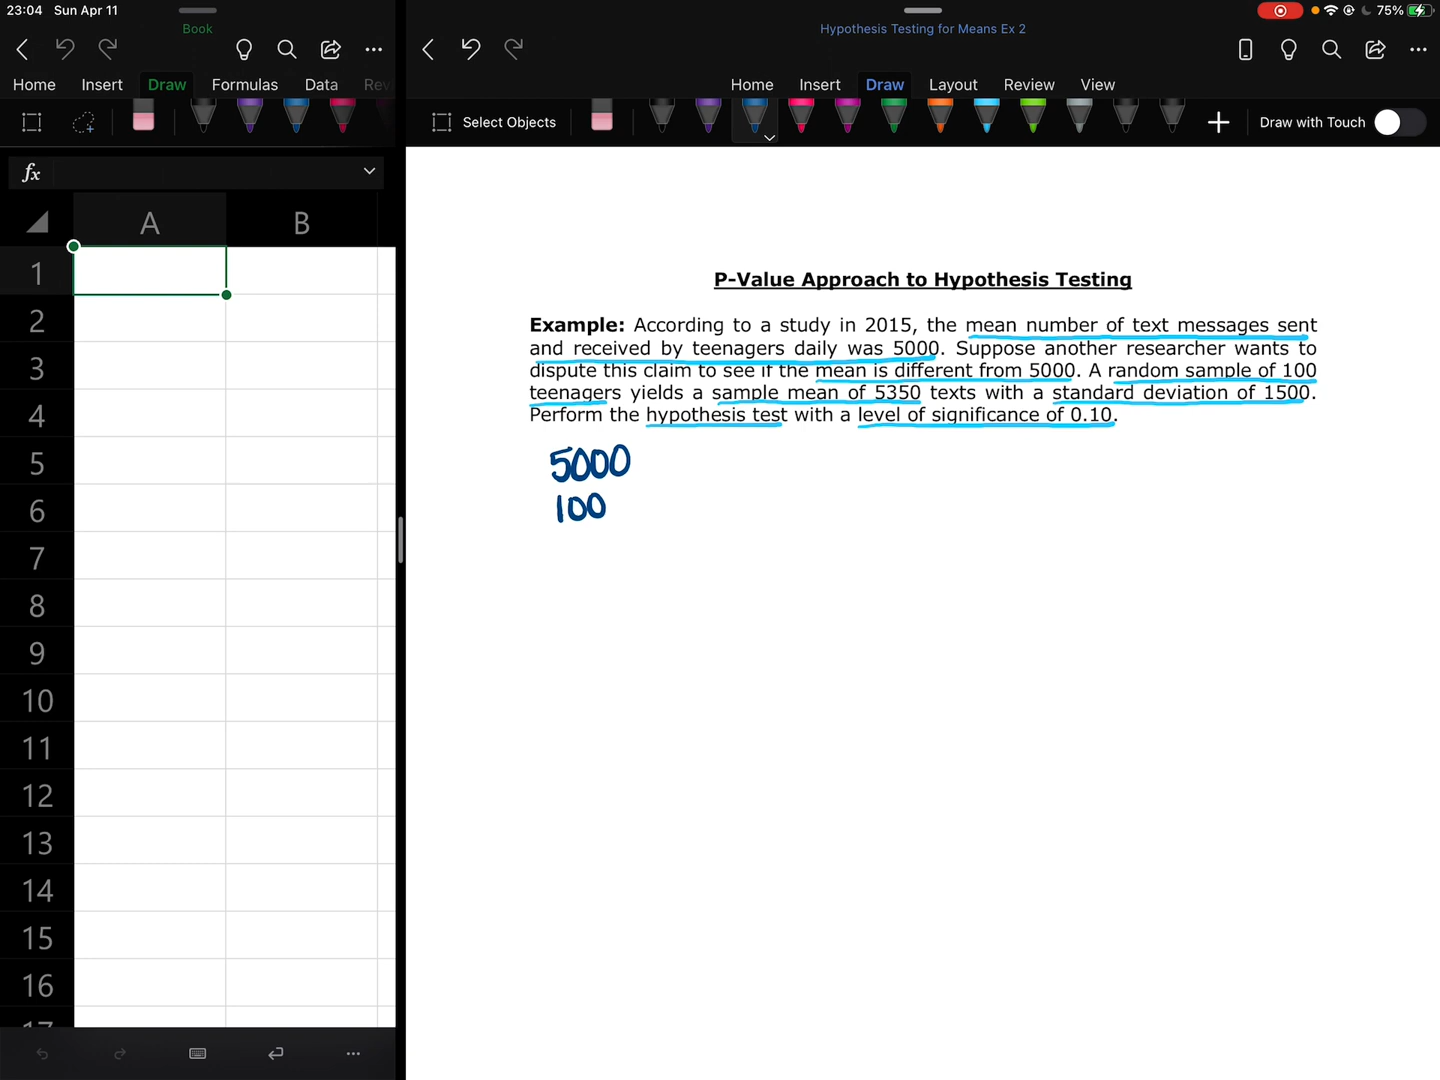 23:04 Sun Apr 11
75%
Book
Hypothesis Testing for Means Ex 2
Home Insert Draw Formulas Data Rev
Home Insert Draw Layout Review View
Select Objects
Draw with Touch
fx
A B
1
2
3
4
5
6
7
8
9
10
11
12
13
14
15
16
17
P-Value Approach to Hypothesis Testing
Example: According to a study in 2015, the mean number of text messages sent
and received by teenagers daily was 5000. Suppose another researcher wants to
dispute this claim to see if the mean is different from 5000. A random sample of 100
teenagers yields a sample mean of 5350 texts with a standard deviation of 1500.
Perform the hypothesis test with a level of significance of 0.10.
5000
100